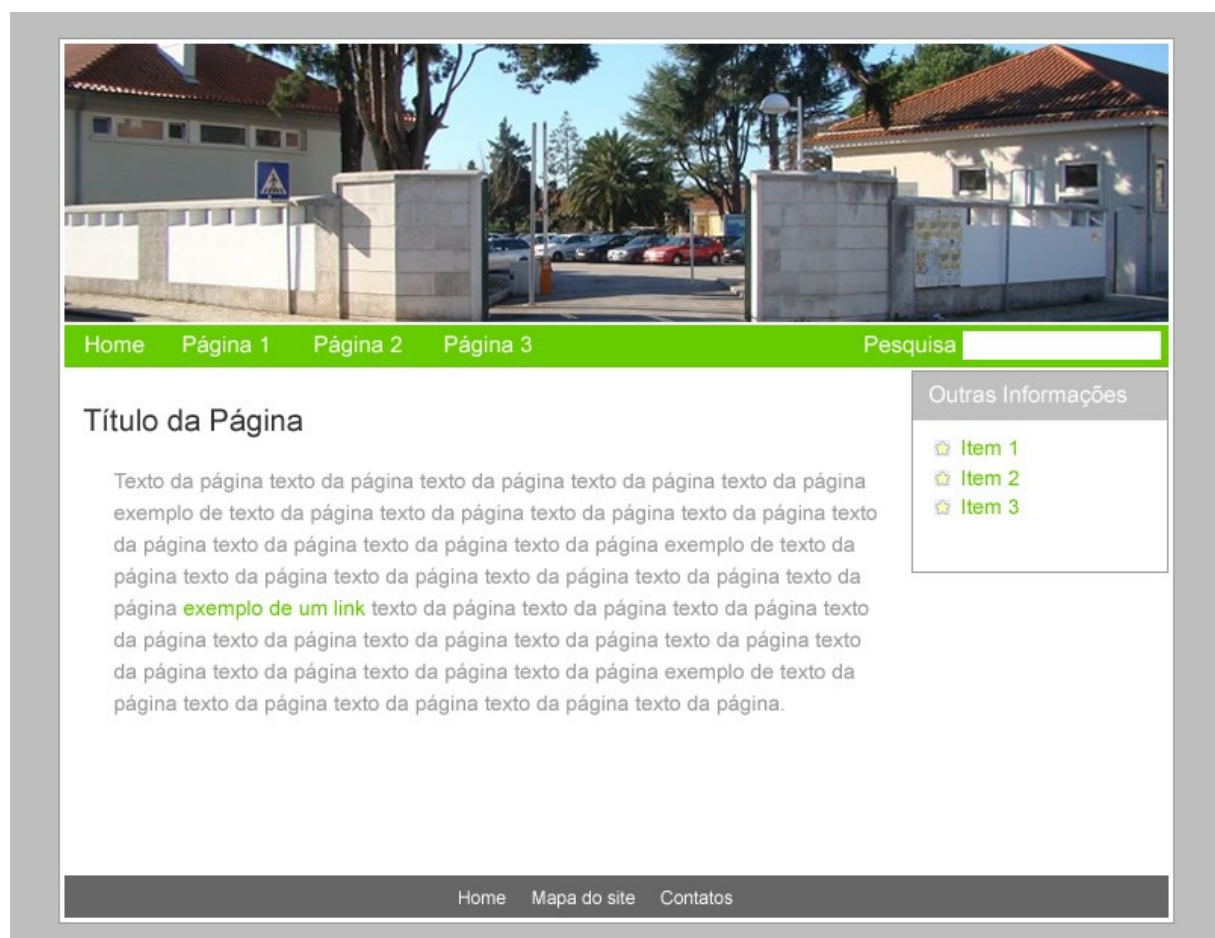 Home Página 1 Página 2 Página 3 Pesquisa
Título da Página
Texto da página texto da página texto da página texto da página texto da página
exemplo de texto da página texto da página texto da página texto da página texto
da página texto da página texto da página texto da página exemplo de texto da
página texto da página texto da página texto da página texto da página texto da
página exemplo de um link texto da página texto da página texto da página texto
da página texto da página texto da página texto da página texto da página texto
da página texto da página texto da página texto da página exemplo de texto da
página texto da página texto da página texto da página texto da página.
Outras Informações
Item 1
Item 2
Item 3
Home Mapa do site Contatos